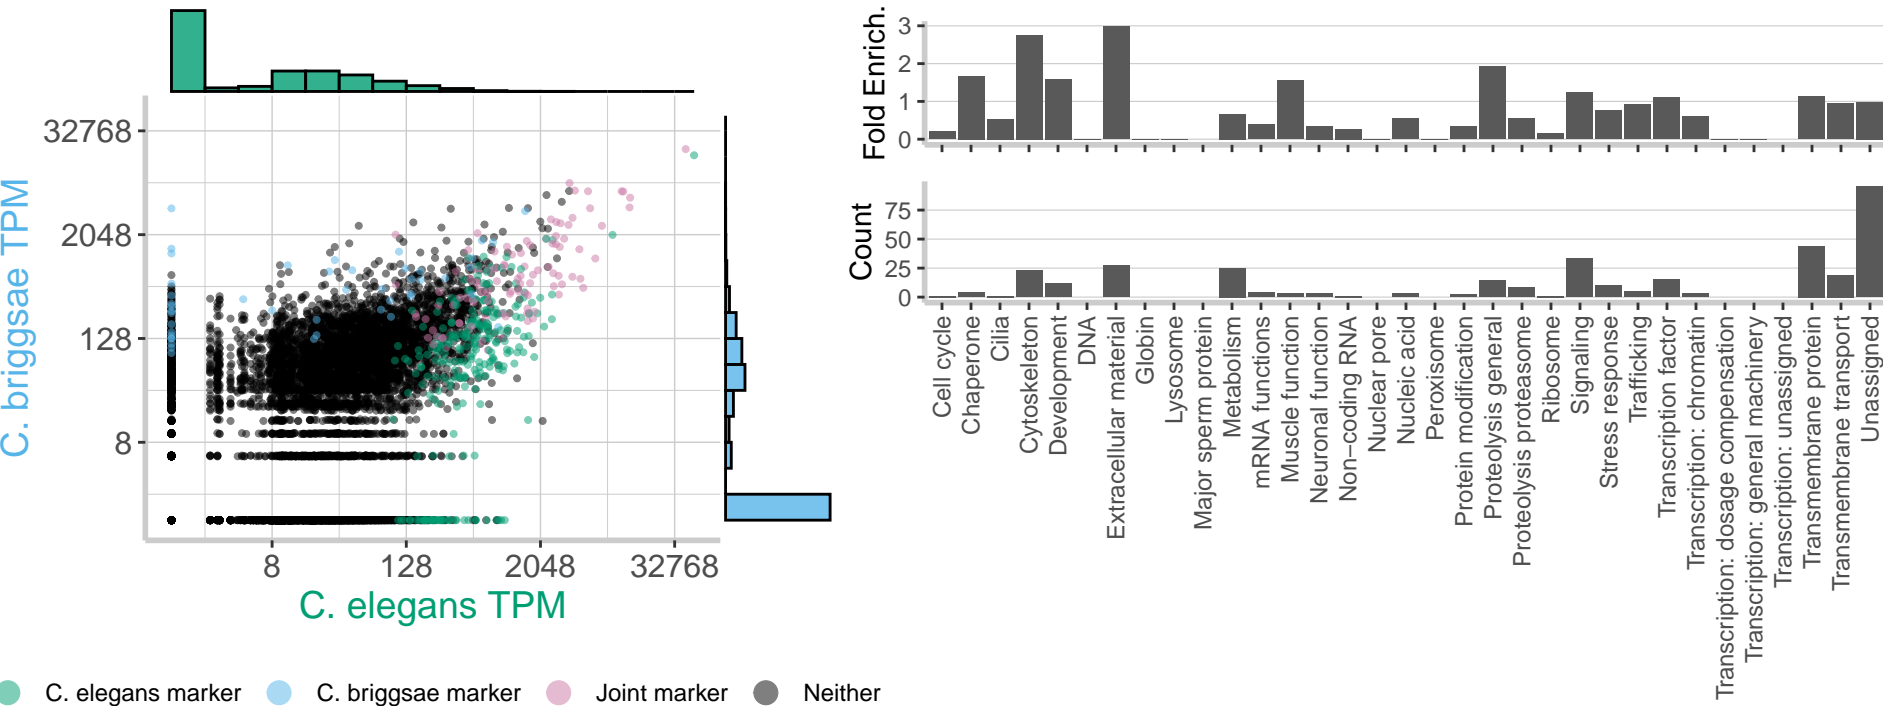 32768
2048
128
8
C. briggsae TPM
8
128
2048
32768
C. elegans TPM
C. elegans marker
C. briggsae marker
Joint marker
Neither
Fold Enrich.
3
2
1
0
Count
75
50
25
0
Cell cycle
Chaperone
Cilia
Cytoskeleton
Development
DNA
Extracellular material
Globin
Lysosome
Major sperm protein
Metabolism
mRNA functions
Muscle function
Neuronal function
Non−coding RNA
Nuclear pore
Nucleic acid
Peroxisome
Protein modification
Proteolysis general
Proteolysis proteasome
Ribosome
Signaling
Stress response
Trafficking
Transcription factor
Transcription: chromatin
Transcription: dosage compensation
Transcription: general machinery
Transcription: unassigned
Transmembrane protein
Transmembrane transport
Unassigned